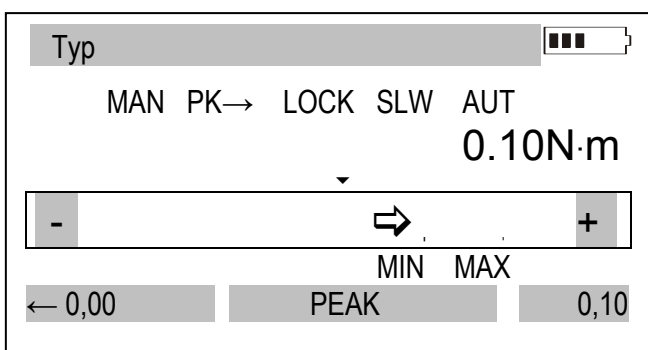 Typ
MAN PK→ LOCK SLW AUT
0.10N·m
- +
MIN MAX
← 0,00 PEAK 0,10